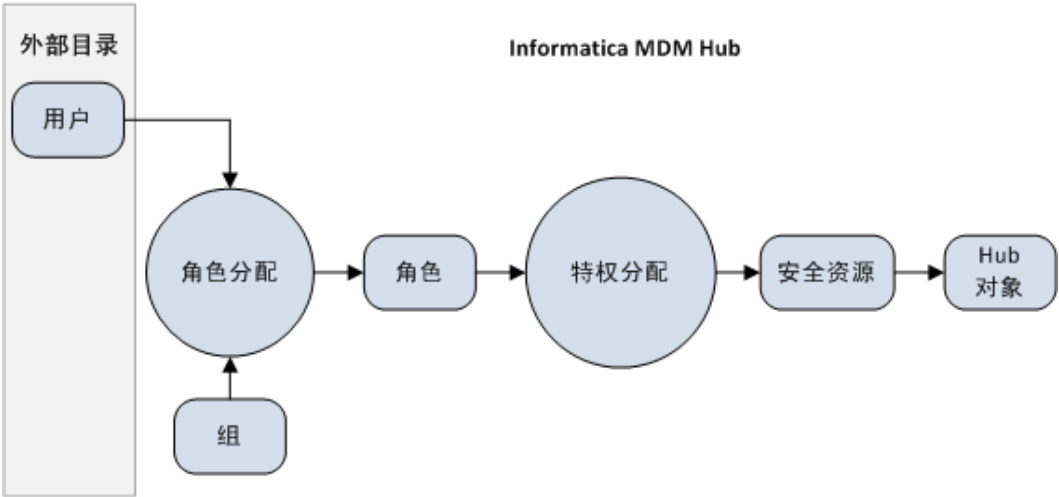 外部目录
Informatica MDM Hub
用户
角色分配
角色
特权分配
安全资源
Hub
对象
组